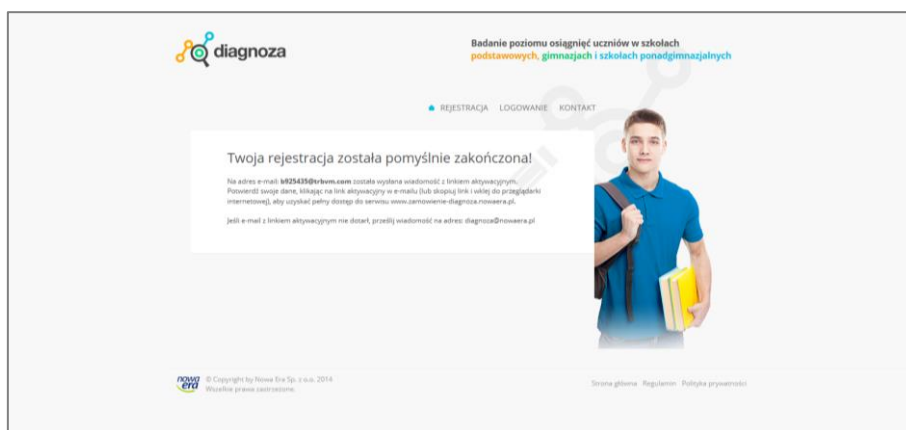 diagnoza
Badanie poziomu osiągnięć uczniów w szkołach
podstawowych, gimnazjach i szkołach ponadgimnazjalnych
REJESTRACJA LOGOWANIE KONTAKT
Twoja rejestracja została pomyślnie zakończona!
Na adres e-mail: b925435@trbvm.com została wysłana wiadomość z linkiem aktywacyjnym.
Potwierdź swoje dane, klikając na link aktywacyjny w e-mailu (lub skopiuj link i wklej do przeglądarki
internetowej), aby uzyskać pełny dostęp do serwisu www.zamowienie-diagnoza.nowaera.pl.
Jeśli e-mail z linkiem aktywacyjnym nie dotarł, prześlij wiadomość na adres: diagnoza@nowaera.pl
nowa
era
© Copyright by Nowa Era Sp. z o.o. 2014
Wszelkie prawa zastrzeżone.
Strona główna Regulamin Polityka prywatności